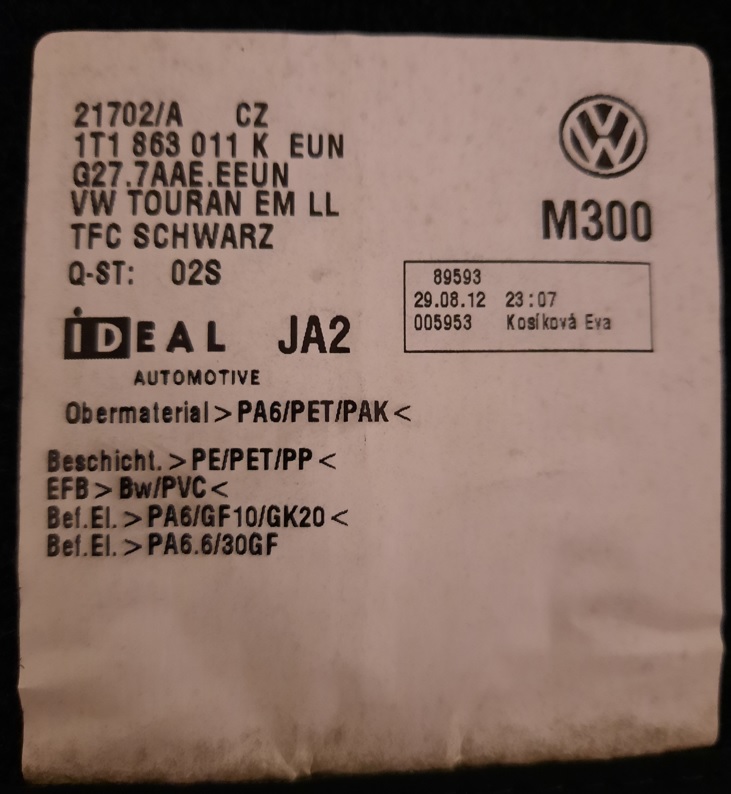 21702/A CZ
1T1 863 011 K EUN
G27.7AAE.EEUN
VW TOURAN EM LL
TFC SCHWARZ
Q-ST: 02S
VW
M300
89593
29.08.12 23:07
005953 Kosíková Eva
iDEAL JA2
AUTOMOTIVE
Obermaterial>PA6/PET/PAK<
Beschicht.>PE/PET/PP<
EFB>Bw/PVC<
Bef.El.>PA6/GF10/GK20<
Bef.El.>PA6.6/30GF